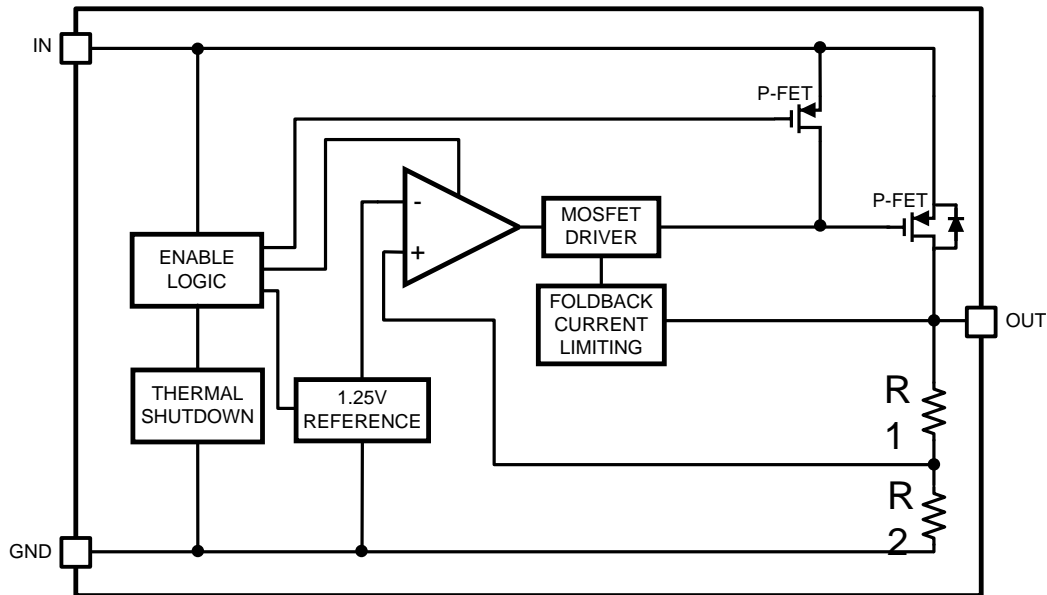 IN
P-FET
P-FET
-
+
MOSFET
DRIVER
ENABLE
LOGIC
FOLDBACK
CURRENT
LIMITING
OUT
THERMAL
SHUTDOWN
1.25V
REFERENCE
R
1
R
2
GND